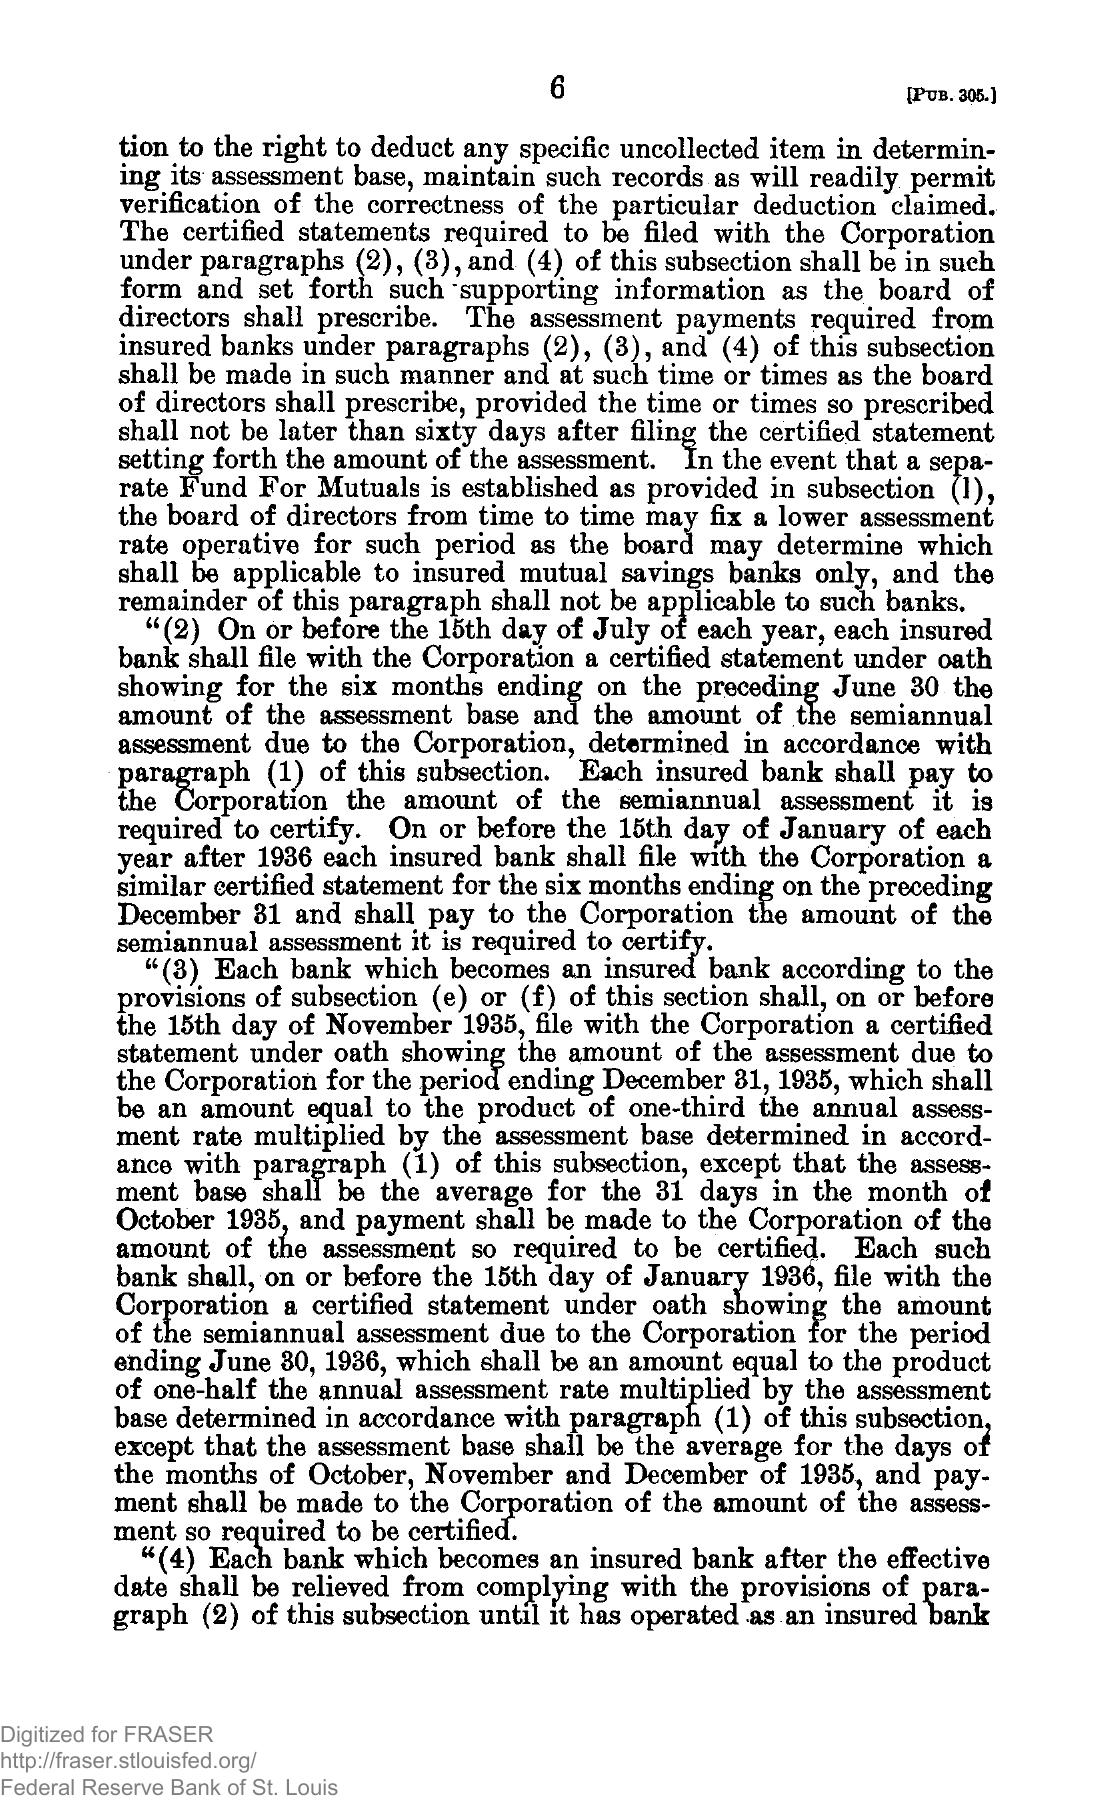 6
[PUB. 305.]
tion to the right to deduct any specific uncollected item in determin-
ing its assessment base, maintain such records as will readily permit
verification of the correctness of the particular deduction claimed.
The certified statements required to be filed with the Corporation
under paragraphs (2), (3), and (4) of this subsection shall be in such
form and set forth such supporting information as the board of
directors shall prescribe. The assessment payments required from
insured banks under paragraphs (2), (3), and (4) of this subsection
shall be made in such manner and at such time or times as the board
of directors shall prescribe, provided the time or times so prescribed
shall not be later than sixty days after filing the certified statement
setting forth the amount of the assessment. In the event that a sepa-
rate Fund For Mutuals is established as provided in subsection (l),
the board of directors from time to time may fix a lower assessment
rate operative for such period as the board may determine which
shall be applicable to insured mutual savings banks only, and the
remainder of this paragraph shall not be applicable to such banks.
“(2) On or before the 15th day of July of each year, each insured
bank shall file with the Corporation a certified statement under oath
showing for the six months ending on the preceding June 30 the
amount of the assessment base and the amount of the semiannual
assessment due to the Corporation, determined in accordance with
paragraph (1) of this subsection. Each insured bank shall pay to
the Corporation the amount of the semiannual assessment it is
required to certify. On or before the 15th day of January of each
year after 1936 each insured bank shall file with the Corporation a
similar certified statement for the six months ending on the preceding
December 31 and shall pay to the Corporation the amount of the
semiannual assessment it is required to certify.
“(3) Each bank which becomes an insured bank according to the
provisions of subsection (e) or (f) of this section shall, on or before
the 15th day of November 1935, file with the Corporation a certified
statement under oath showing the amount of the assessment due to
the Corporation for the period ending December 31, 1935, which shall
be an amount equal to the product of one-third the annual assess-
ment rate multiplied by the assessment base determined in accord-
ance with paragraph (1) of this subsection, except that the assess-
ment base shall be the average for the 31 days in the month of
October 1935, and payment shall be made to the Corporation of the
amount of the assessment so required to be certified. Each such
bank shall, on or before the 15th day of January 1936, file with the
Corporation a certified statement under oath showing the amount
of the semiannual assessment due to the Corporation for the period
ending June 30, 1936, which shall be an amount equal to the product
of one-half the annual assessment rate multiplied by the assessment
base determined in accordance with paragraph (1) of this subsection,
except that the assessment base shall be the average for the days of
the months of October, November and December of 1935, and pay-
ment shall be made to the Corporation of the amount of the assess-
ment so required to be certified.
“(4) Each bank which becomes an insured bank after the effective
date shall be relieved from complying with the provisions of para-
graph (2) of this subsection until it has operated as an insured bank
Digitized for FRASER
http://fraser.stlouisfed.org/
Federal Reserve Bank of St. Louis